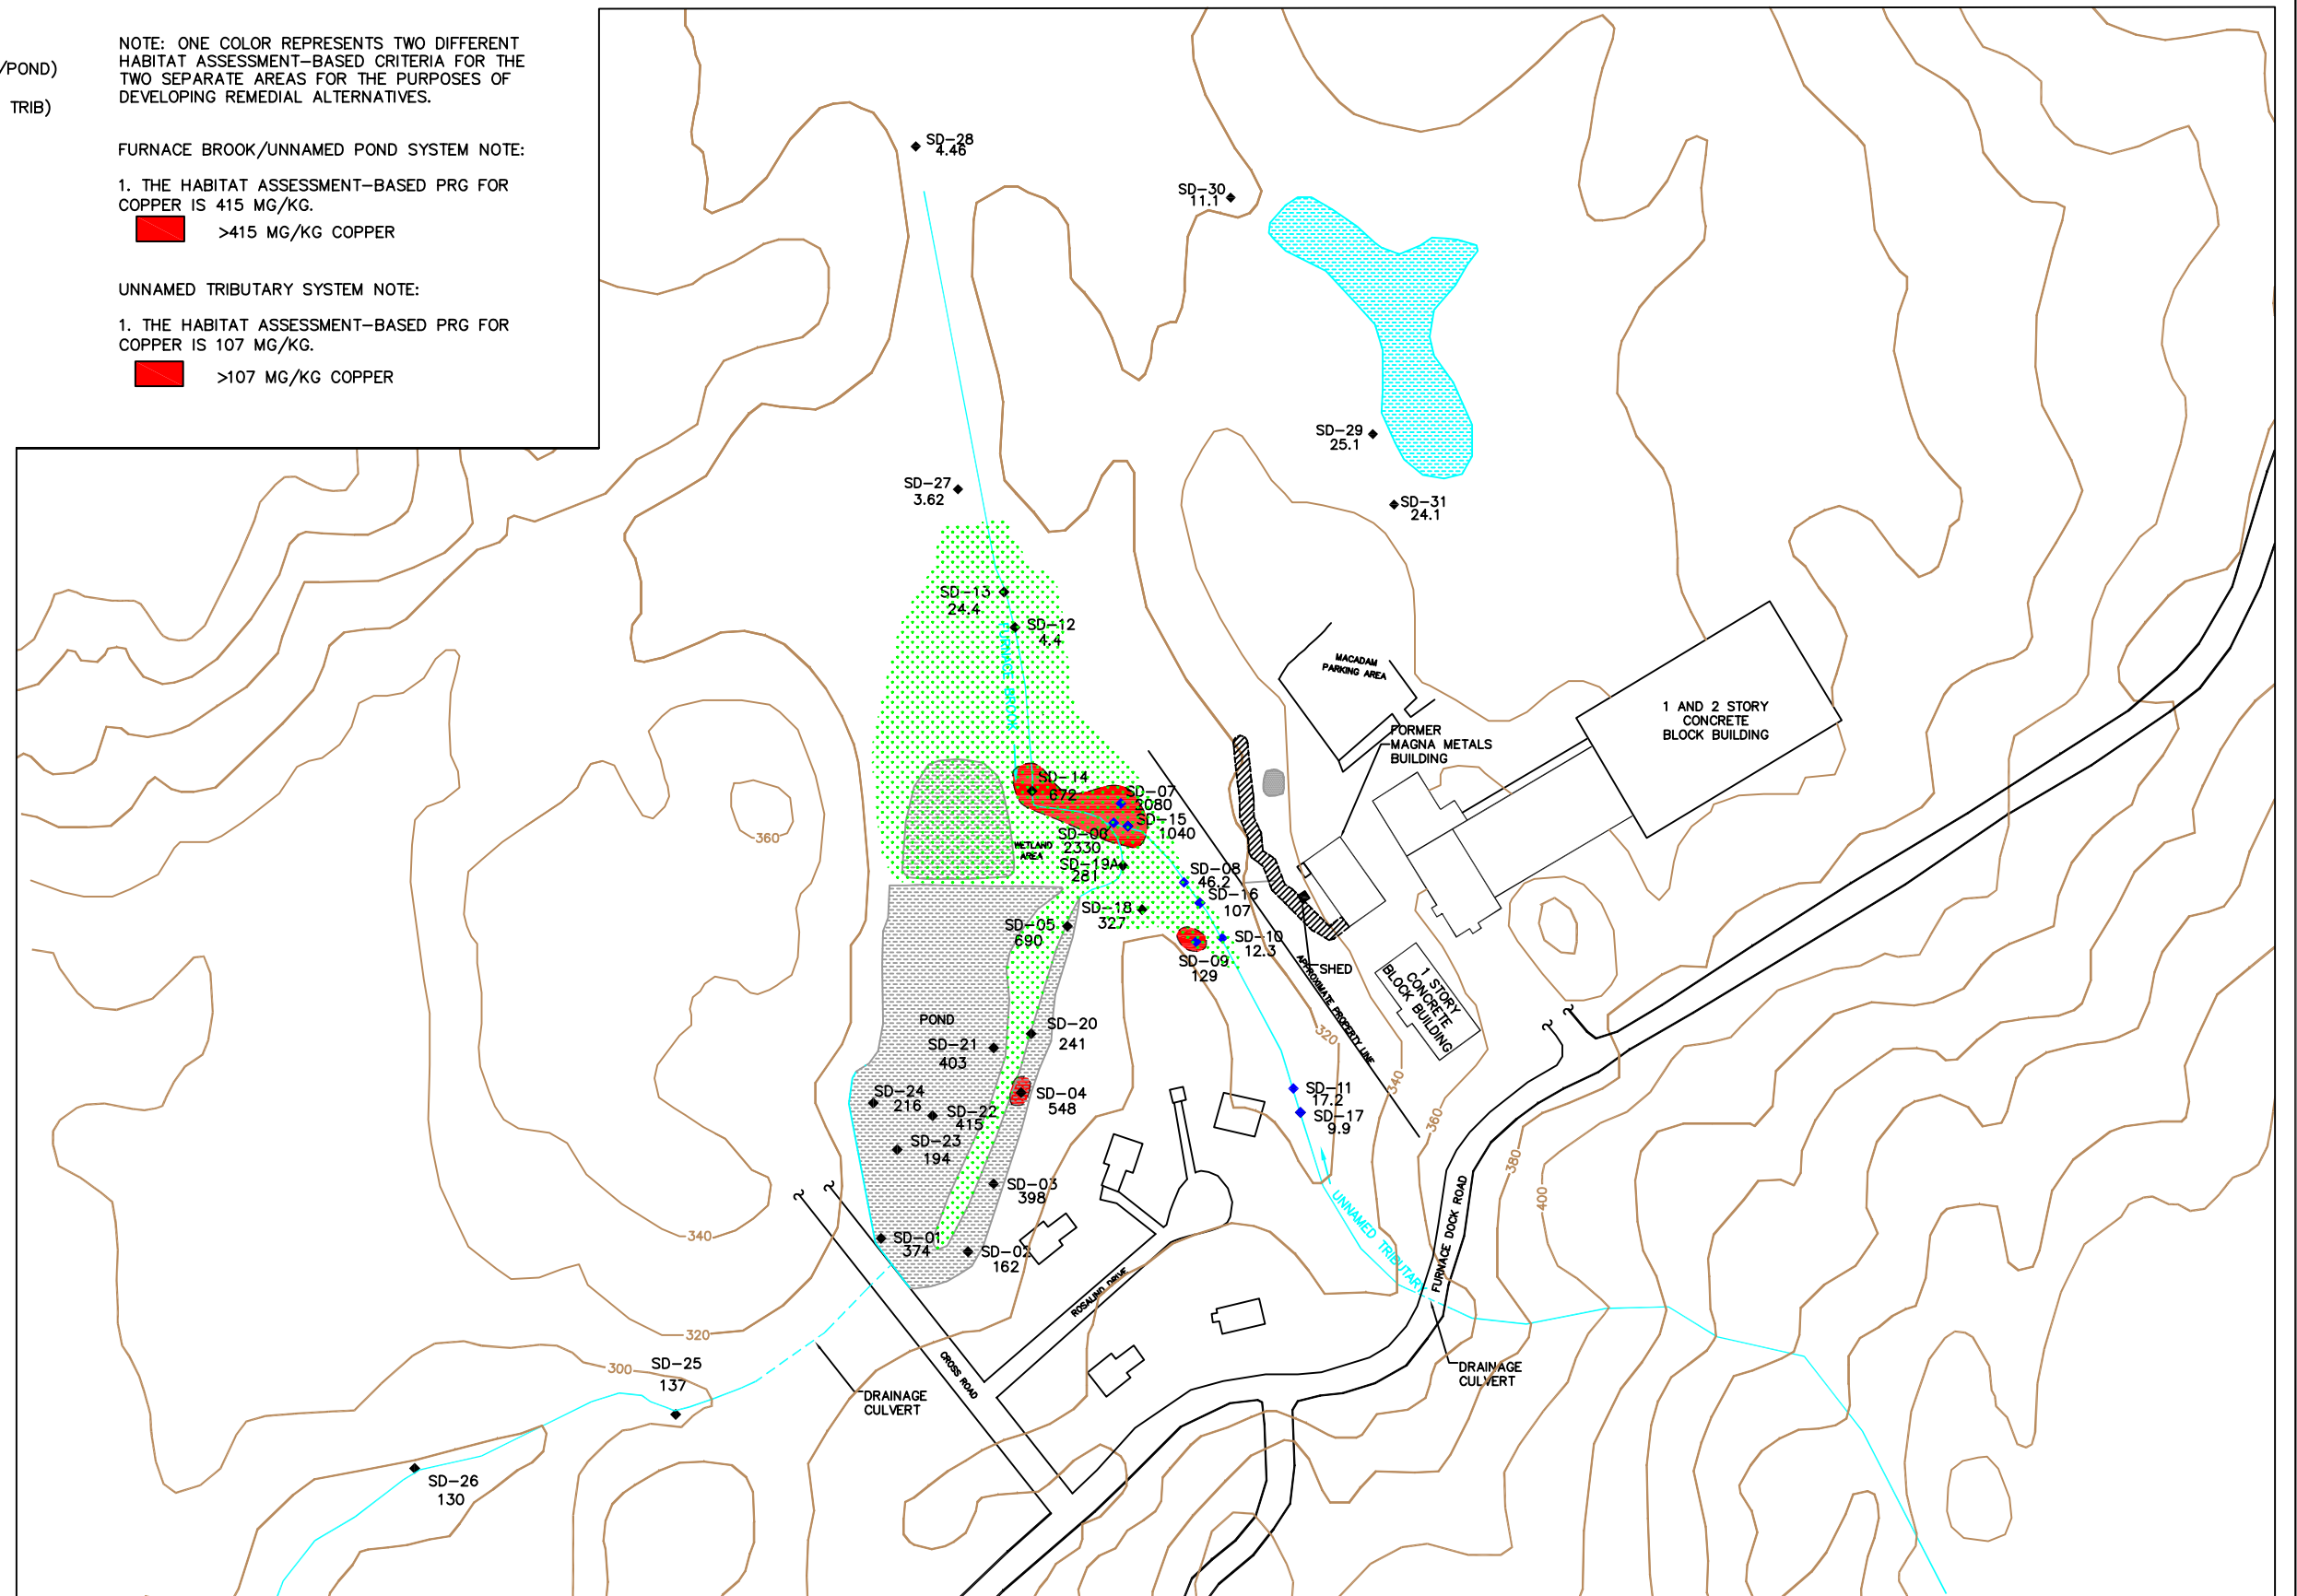 /POND)
TRIB)
NOTE: ONE COLOR REPRESENTS TWO DIFFERENT
HABITAT ASSESSMENT-BASED CRITERIA FOR THE
TWO SEPARATE AREAS FOR THE PURPOSES OF
DEVELOPING REMEDIAL ALTERNATIVES.
FURNACE BROOK/UNNAMED POND SYSTEM NOTE:
1. THE HABITAT ASSESSMENT-BASED PRG FOR
COPPER IS 415 MG/KG.
>415 MG/KG COPPER
UNNAMED TRIBUTARY SYSTEM NOTE:
1. THE HABITAT ASSESSMENT-BASED PRG FOR
COPPER IS 107 MG/KG.
>107 MG/KG COPPER
SD-28
4.46
SD-30
11.1
SD-29
25.1
SD-27
3.62
SD-31
24.1
SD-13
24.4
SD-12
4.4
FURNACE BROOK
MACADAM
PARKING AREA
1 AND 2 STORY
CONCRETE
BLOCK BUILDING
FORMER
MAGNA METALS
BUILDING
SD-14
672
SD-07
3080
SD-15
1040
SD-06
2330
WETLAND
AREA
SD-19A
281
SD-08
46.2
SD-16
107
SD-18
327
SD-05
690
SD-10
12.3
SD-09
129
SHED
APPROXIMATE PROPERTY LINE
1 STORY
CONCRETE
BLOCK BUILDING
POND
SD-20
241
SD-21
403
SD-04
548
SD-24
216
SD-22
415
SD-23
194
SD-11
17.2
SD-17
9.9
SD-03
398
SD-01
374
SD-02
162
UNNAMED TRIBUTARY
FURNACE DOCK ROAD
ROSALIND DRIVE
CROSS ROAD
DRAINAGE
CULVERT
DRAINAGE
CULVERT
SD-25
137
SD-26
130
360
340
320
300
320
340
360
380
400